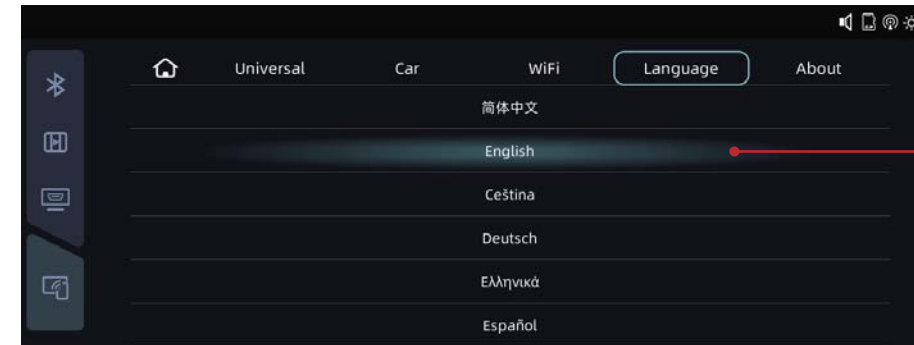 Universal Car WiFi Language About
简体中文
English
Ceština
Deutsch
Ελληνικά
Español